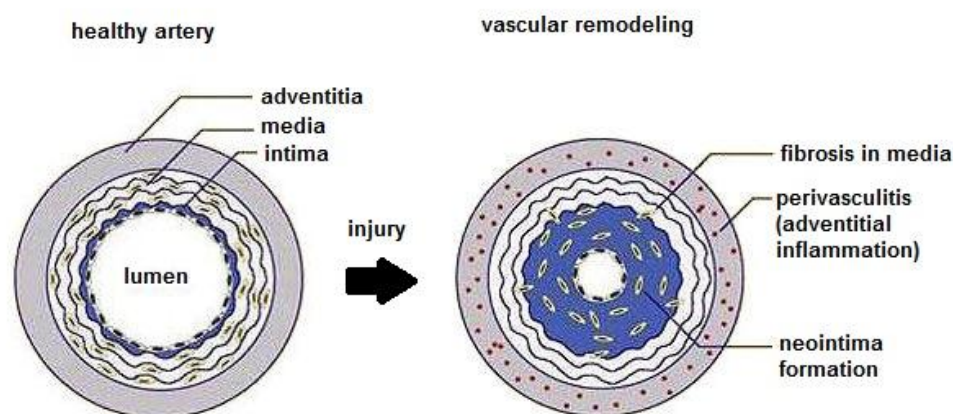 healthy artery
vascular remodeling
adventitia
media
intima
lumen
injury
fibrosis in media
perivasculitis
(adventitial
inflammation)
neointima
formation